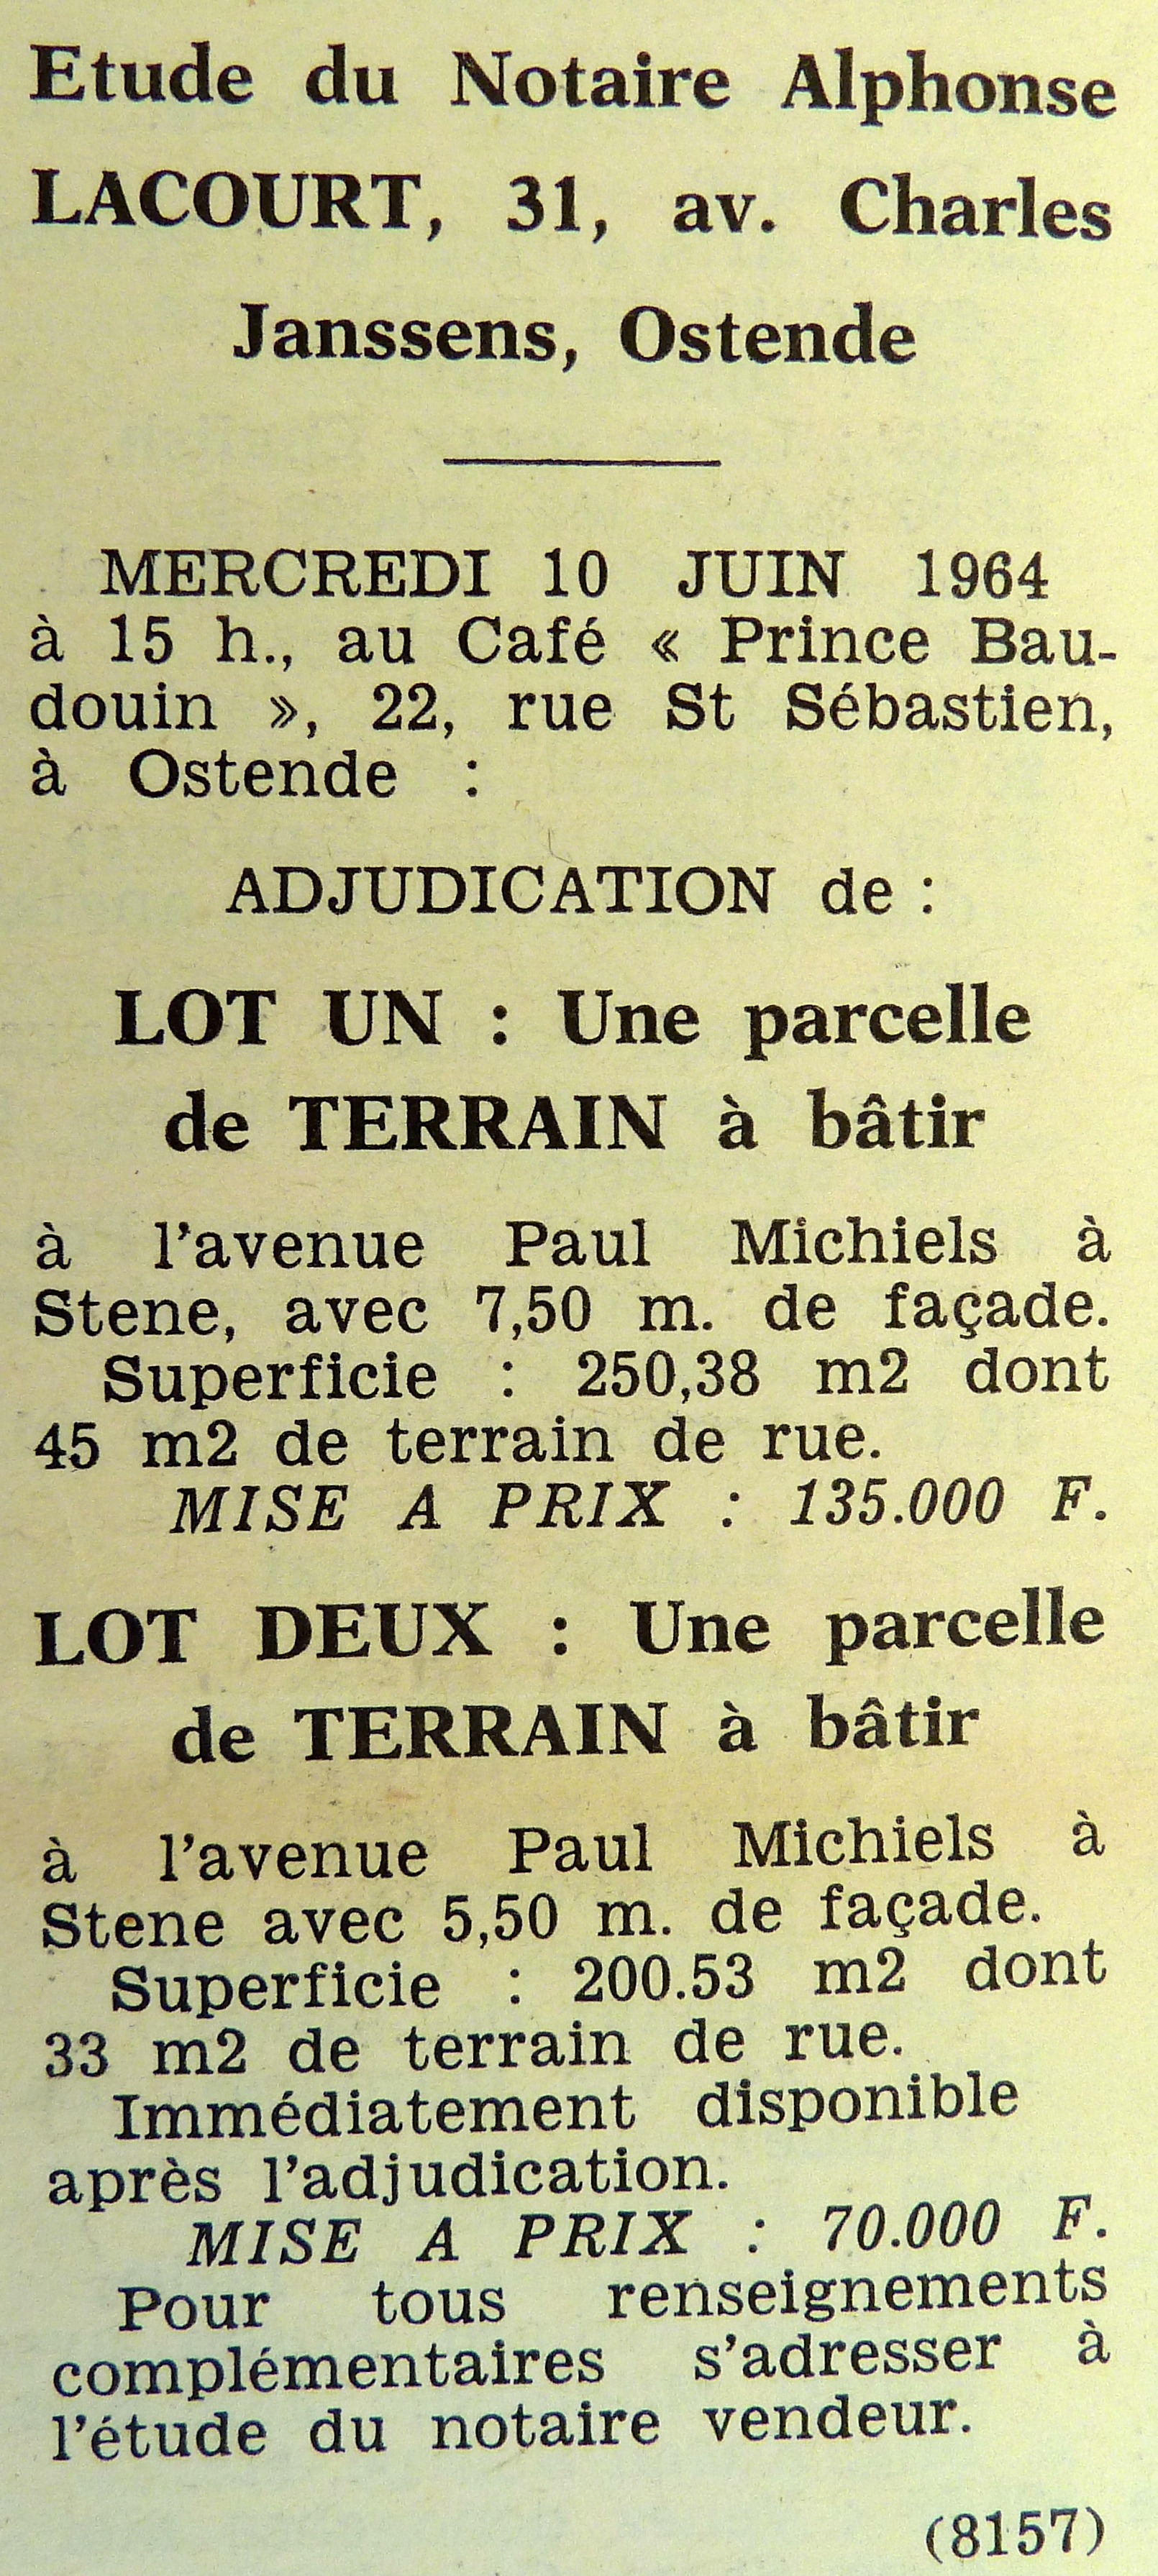 Etude du Notaire Alphonse
LACOURT, 31, av. Charles
Janssens, Ostende
MERCREDI 10 JUIN 1964
à 15 h., au Café « Prince Bau-
douin », 22, rue St Sébastien,
à Ostende :
ADJUDICATION de :
LOT UN : Une parcelle
de TERRAIN à bâtir
à l'avenue Paul Michiels à
Stene, avec 7,50 m. de façade.
Superficie : 250,38 m2 dont
45 m2 de terrain de rue.
MISE A PRIX : 135.000 F.
LOT DEUX : Une parcelle
de TERRAIN à bâtir
à l'avenue Paul Michiels à
Stene avec 5,50 m. de façade.
Superficie : 200.53 m2 dont
33 m2 de terrain de rue.
Immédiatement disponible
après l'adjudication.
MISE A PRIX : 70.000 F.
Pour tous renseignements
complémentaires s'adresser à
l'étude du notaire vendeur.
(8157)